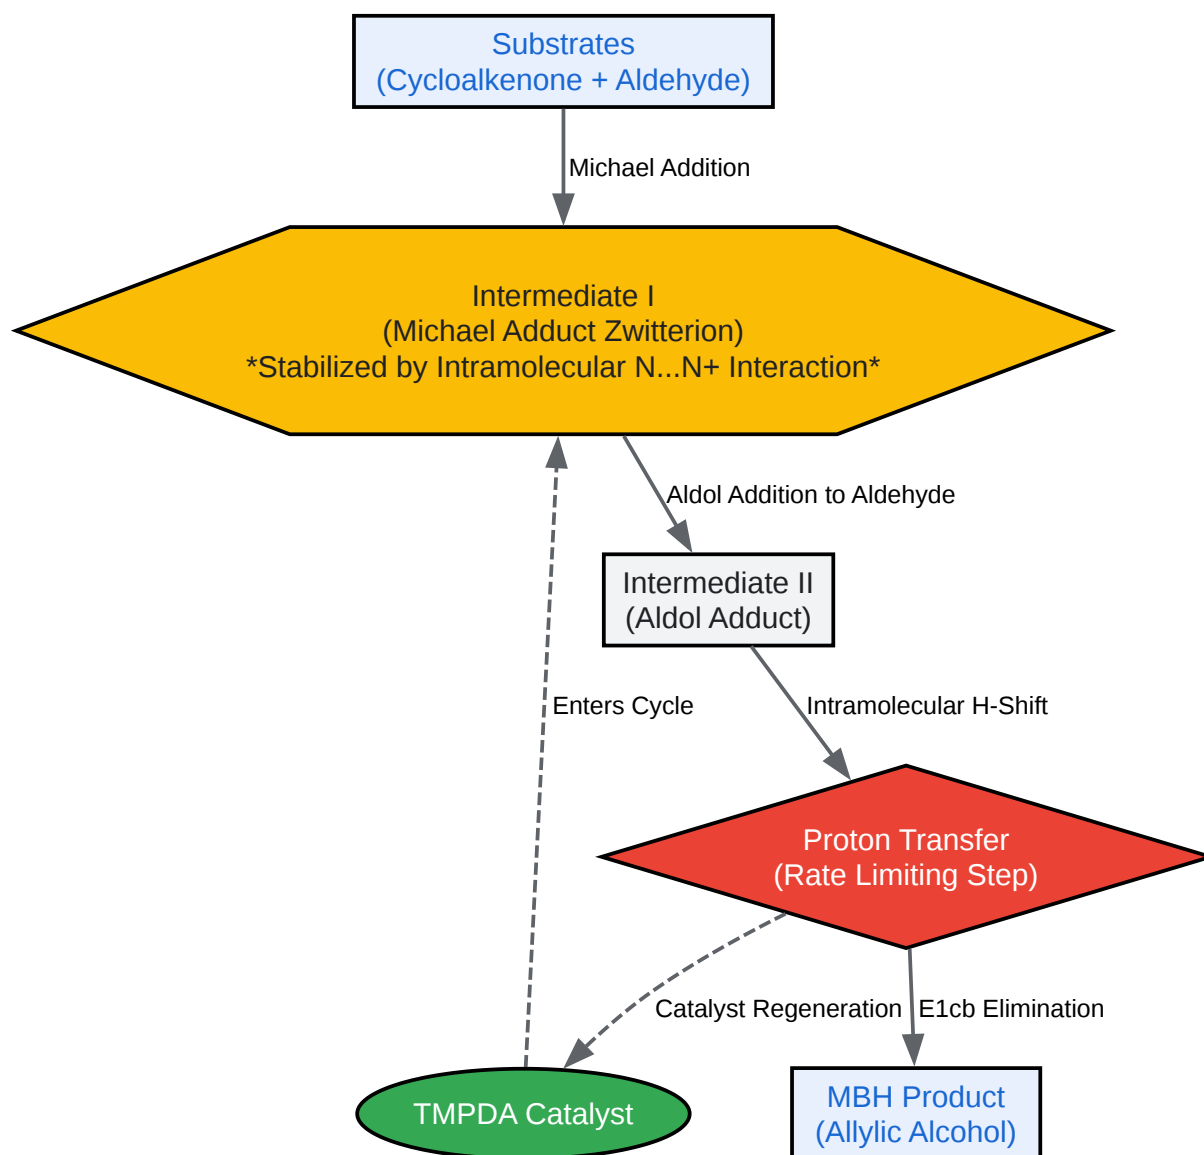 Substrates
(Cycloalkenone + Aldehyde)
Michael Addition
Intermediate I
(Michael Adduct Zwitterion)
*Stabilized by Intramolecular N...N+ Interaction*
Aldol Addition to Aldehyde
Intermediate II
(Aldol Adduct)
Enters Cycle
Intramolecular H-Shift
Proton Transfer
(Rate Limiting Step)
Catalyst Regeneration
E1cb Elimination
TMPDA Catalyst
MBH Product
(Allylic Alcohol)